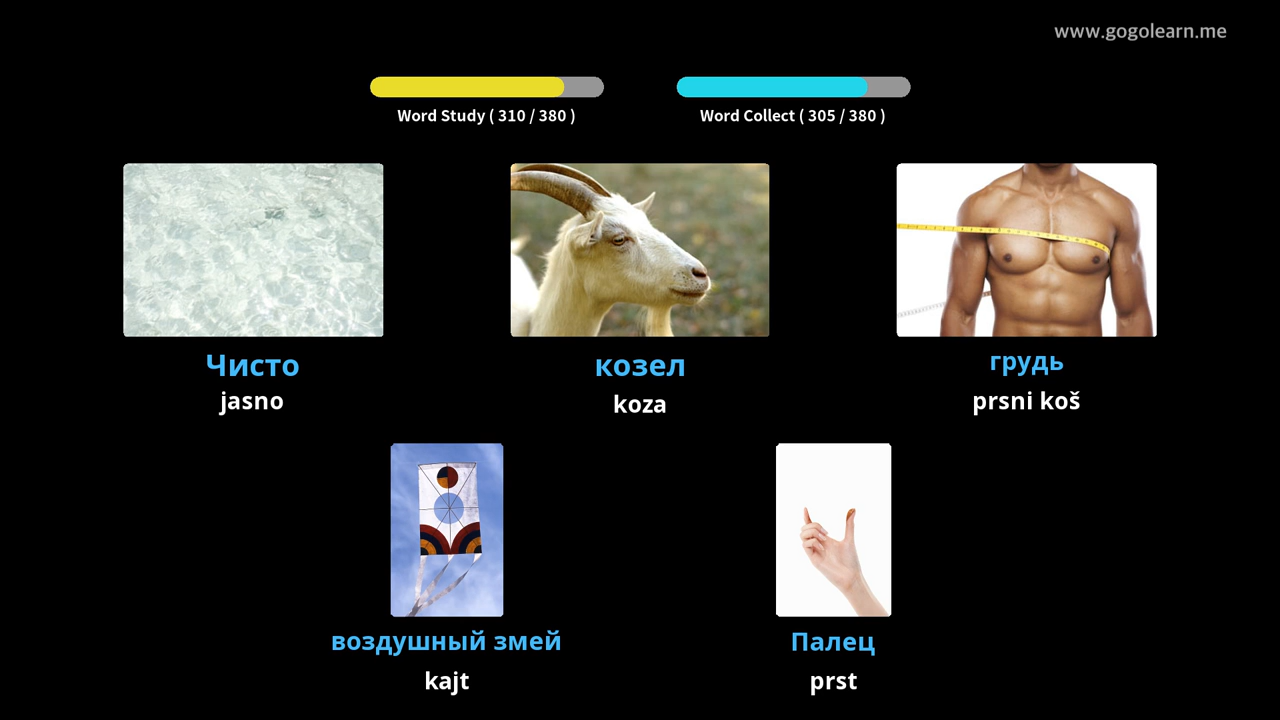 www.gogolearn.me
Word Study ( 310 / 380 )
Word Collect ( 305 / 380 )
Чисто
jasno
козел
koza
грудь
prsni koš
воздушный змей
kajt
Палец
prst